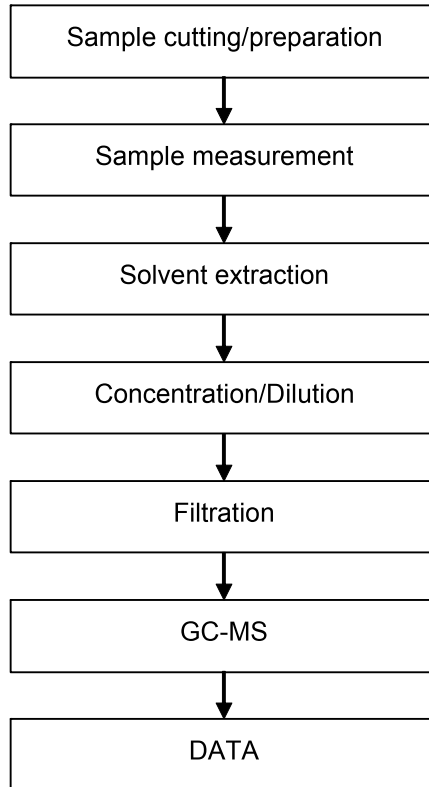 Sample cutting/preparation
Sample measurement
Solvent extraction
Concentration/Dilution
Filtration
GC-MS
DATA